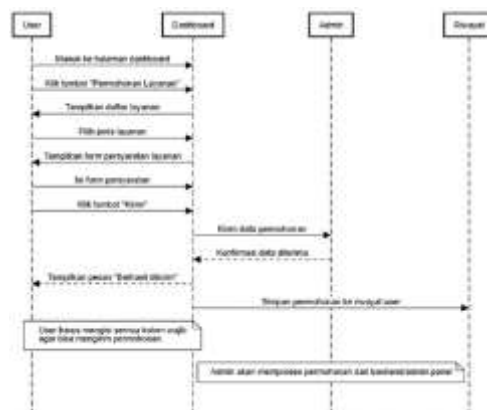 User
Dashboard
Admin
Riwayat
Masuk ke halaman dashboard
Klik tombol "Permohonan Layanan"
Tampilkan daftar layanan
Pilih jenis layanan
Tampilkan form persyaratan layanan
Isi form persyaratan
Klik tombol "Kirim"
Kirim data permohonan
Konfirmasi data diterima
Tampilkan pesan "Berhasil dikirim"
Simpan permohonan ke riwayat user
User harus mengisi semua kolom wajib
agar bisa mengirim permohonan
Admin akan memproses permohonan dari backend/admin panel